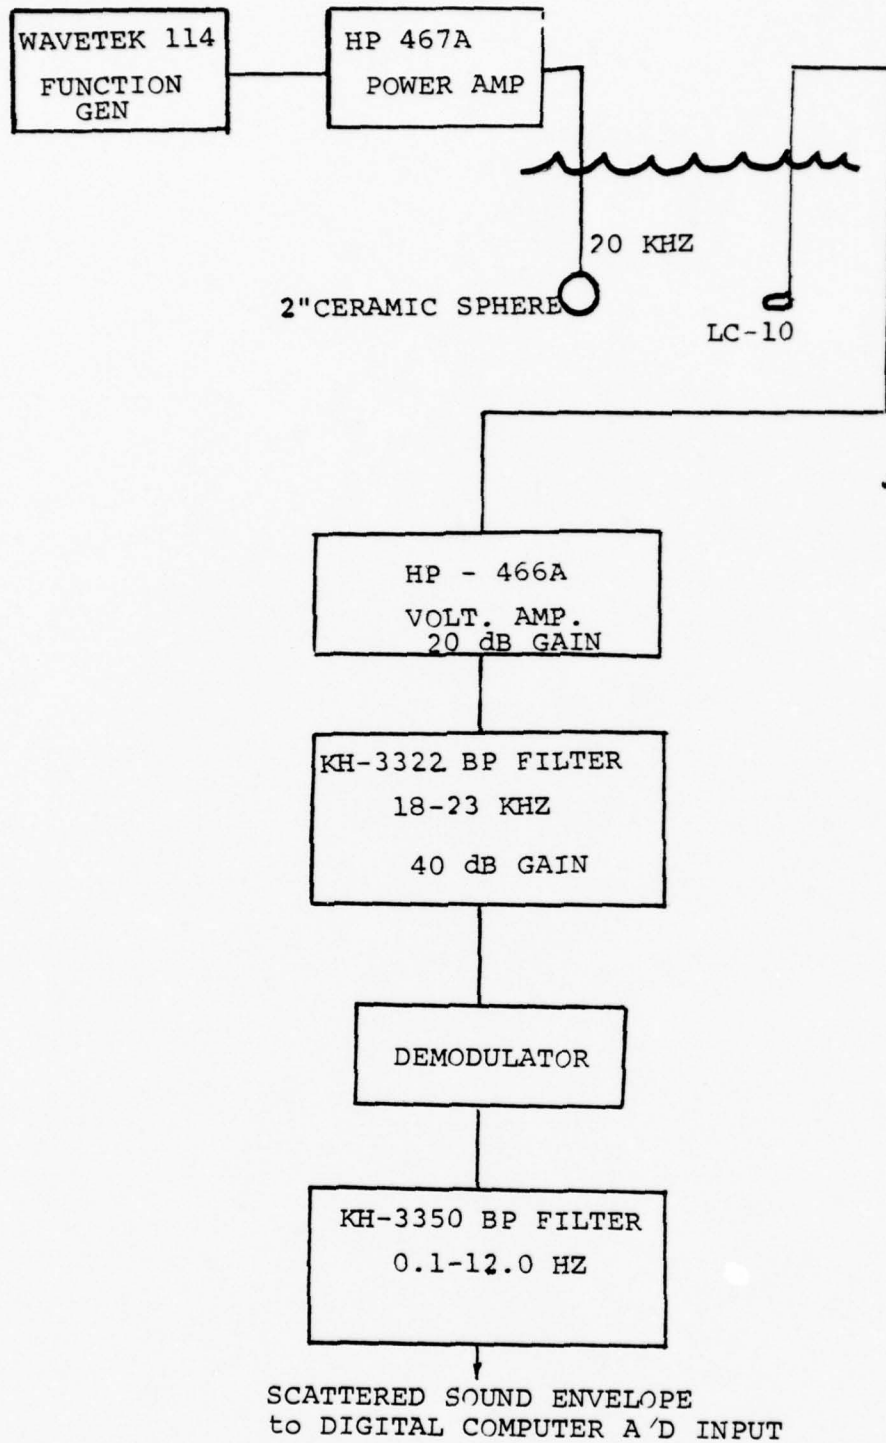 WAVETEK 114
FUNCTION
GEN
HP 467A
POWER AMP
20 KHZ
2"CERAMIC SPHERE
LC-10
HP - 466A
VOLT. AMP.
20 dB GAIN
KH-3322 BP FILTER
18-23 KHZ
40 dB GAIN
DEMODULATOR
KH-3350 BP FILTER
0.1-12.0 HZ
SCATTERED SOUND ENVELOPE
to DIGITAL COMPUTER A/D INPUT